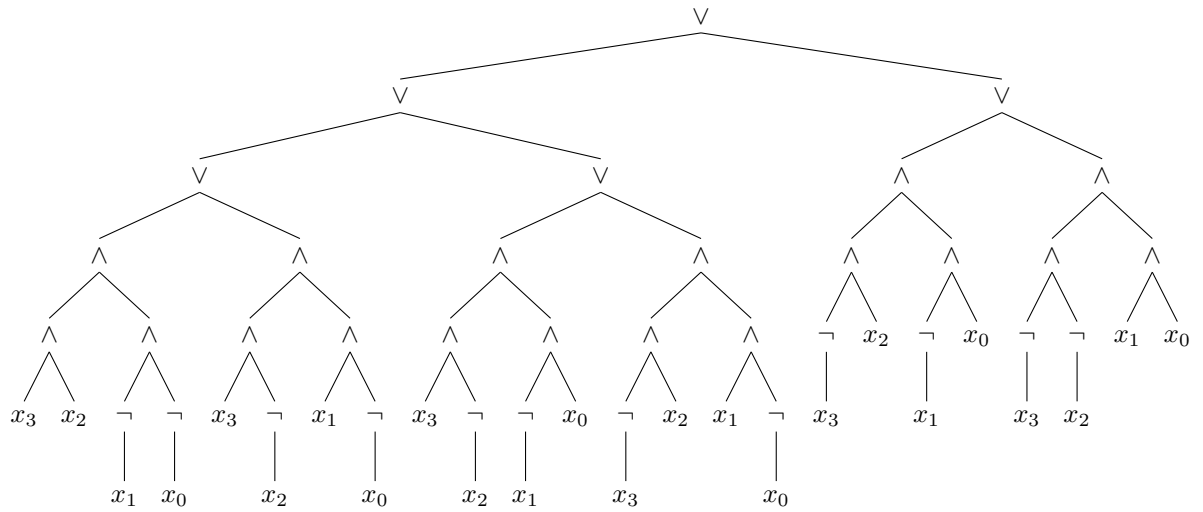 ∨
∨ ∨
∨ ∨ ∧ ∧
∧ ∧ ∧ ∧ ∧ ∧ ∧ ∧
∧ ∧ ∧ ∧ ∧ ∧ ∧ ∧ ¬ x₂ ¬ x₀ ¬ ¬ x₁ x₀
x₃ x₂ ¬ ¬ x₃ ¬ x₁ ¬ x₃ ¬ ¬ x₀ ¬ x₂ x₁ ¬ x₃ x₁ x₃ x₂
x₁ x₀ x₂ x₀ x₂ x₁ x₃ x₀